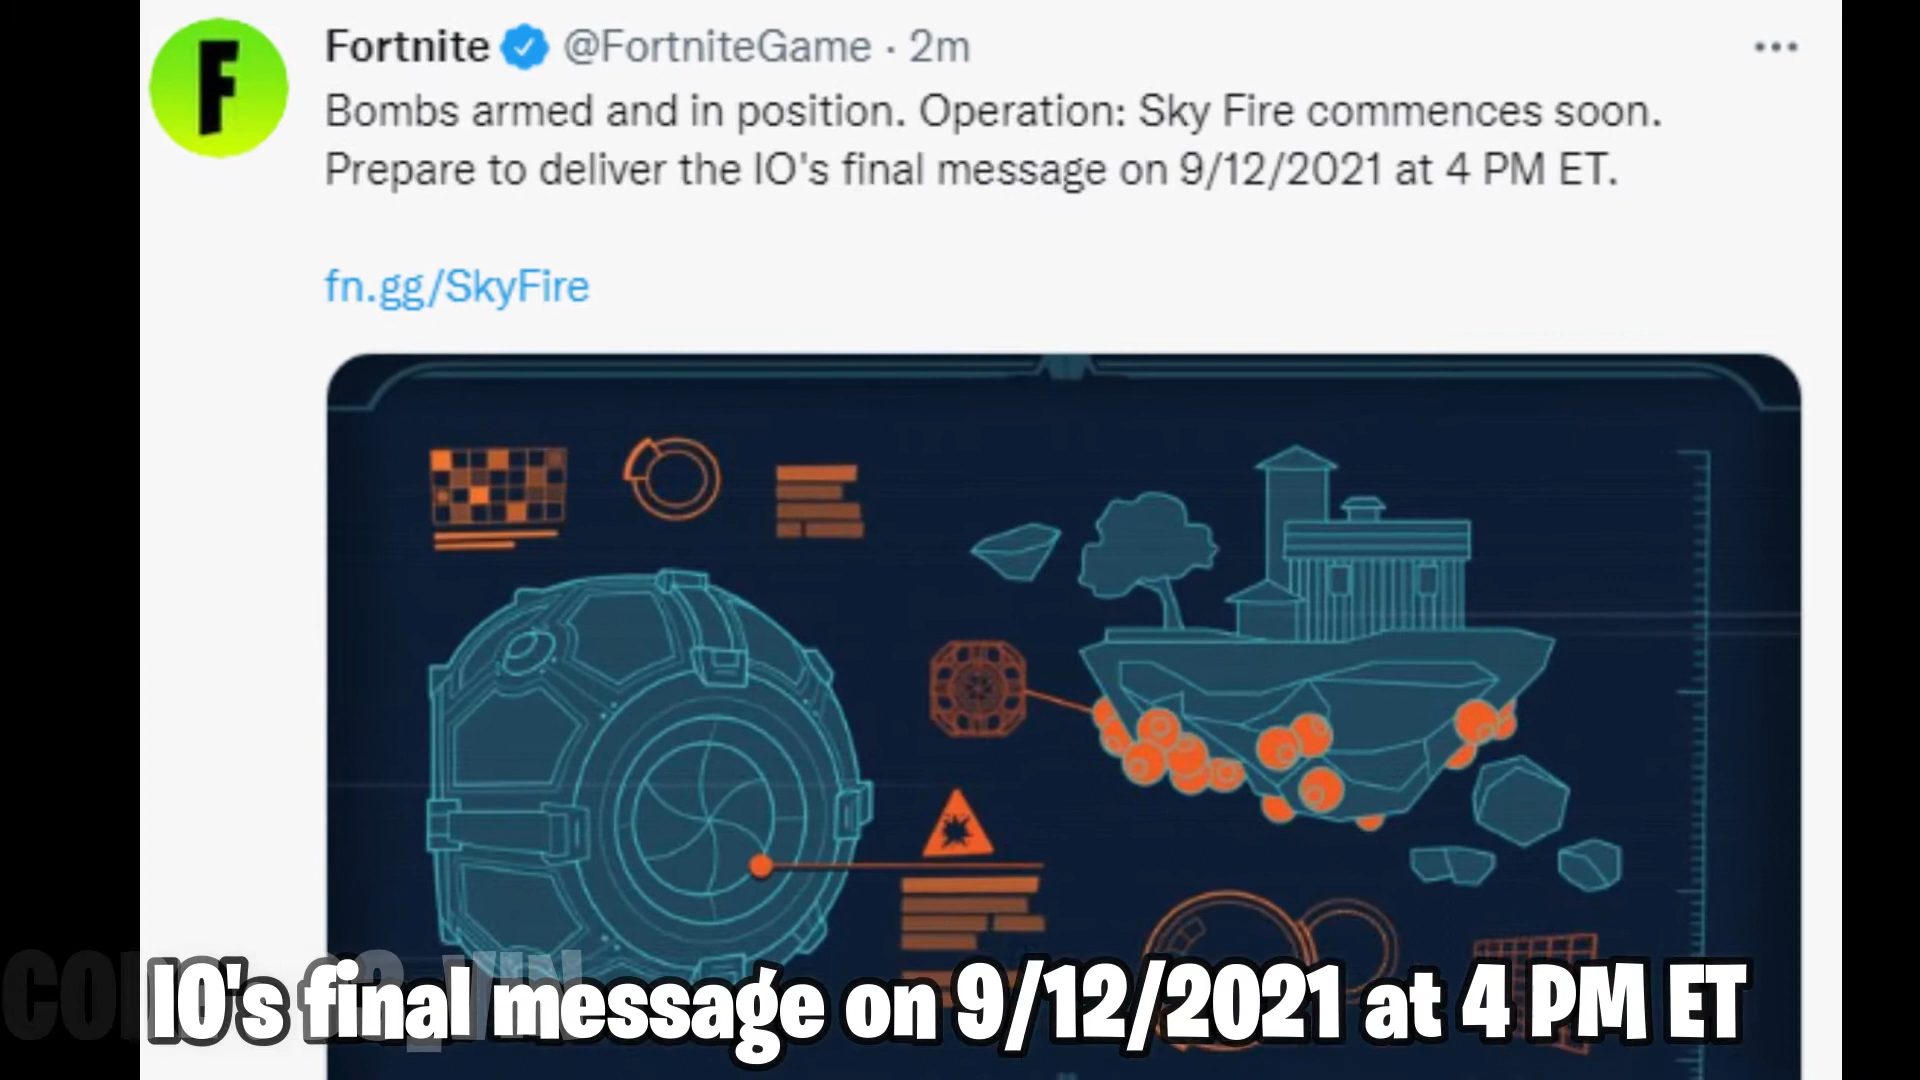 Fortnite @FortniteGame · 2m
Bombs armed and in position. Operation: Sky Fire commences soon.
Prepare to deliver the IO's final message on 9/12/2021 at 4 PM ET.
fn.gg/SkyFire
IO's final message on 9/12/2021 at 4 PM ET